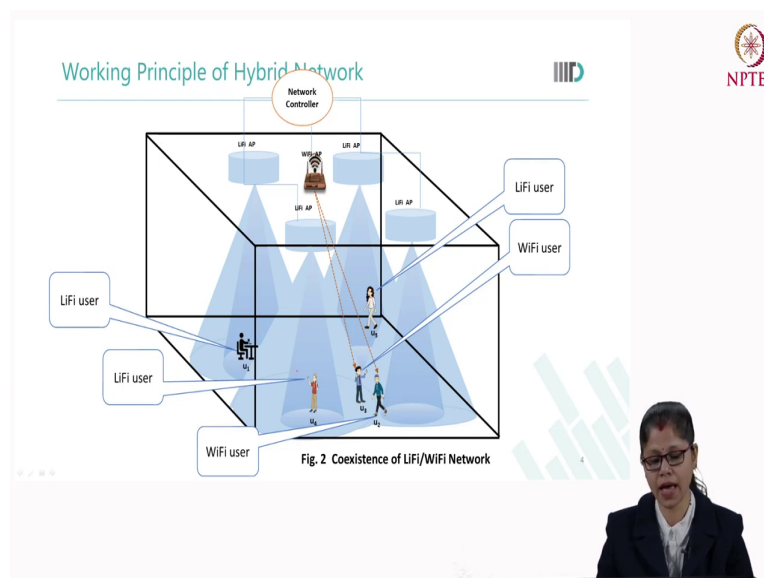 Working Principle of Hybrid Network
NPTE
Network
Controller
LiFi AP
WiFi AP
LiFi AP
LiFi AP
LiFi AP
LiFi user
WiFi user
LiFi user
LiFi user
WiFi user
u1
u4
u3
u2
u5
Fig. 2 Coexistence of LiFi/WiFi Network
4